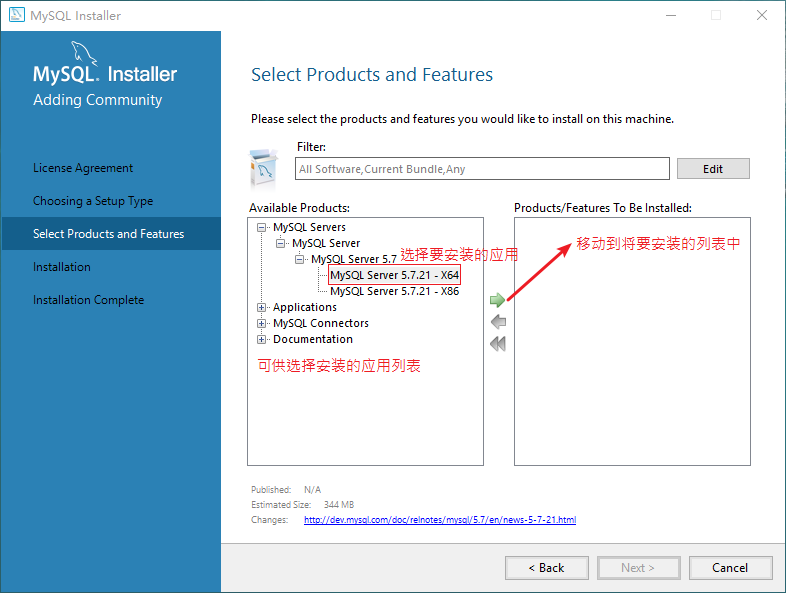 MySQL Installer
MySQL. Installer
Adding Community
License Agreement
Choosing a Setup Type
Select Products and Features
Installation
Installation Complete
Select Products and Features
Please select the products and features you would like to install on this machine.
Filter:
All Software,Current Bundle,Any
Edit
Available Products:
MySQL Servers
MySQL Server
MySQL Server 5.7
选择要安装的应用
MySQL Server 5.7.21 - X64
MySQL Server 5.7.21 - X86
Applications
MySQL Connectors
Documentation
可供选择安装的应用列表
Products/Features To Be Installed:
移动到将要安装的列表中
Published: N/A
Estimated Size: 344 MB
Changes: http://dev.mysql.com/doc/relnotes/mysql/5.7/en/news-5-7-21.html
< Back
Next >
Cancel